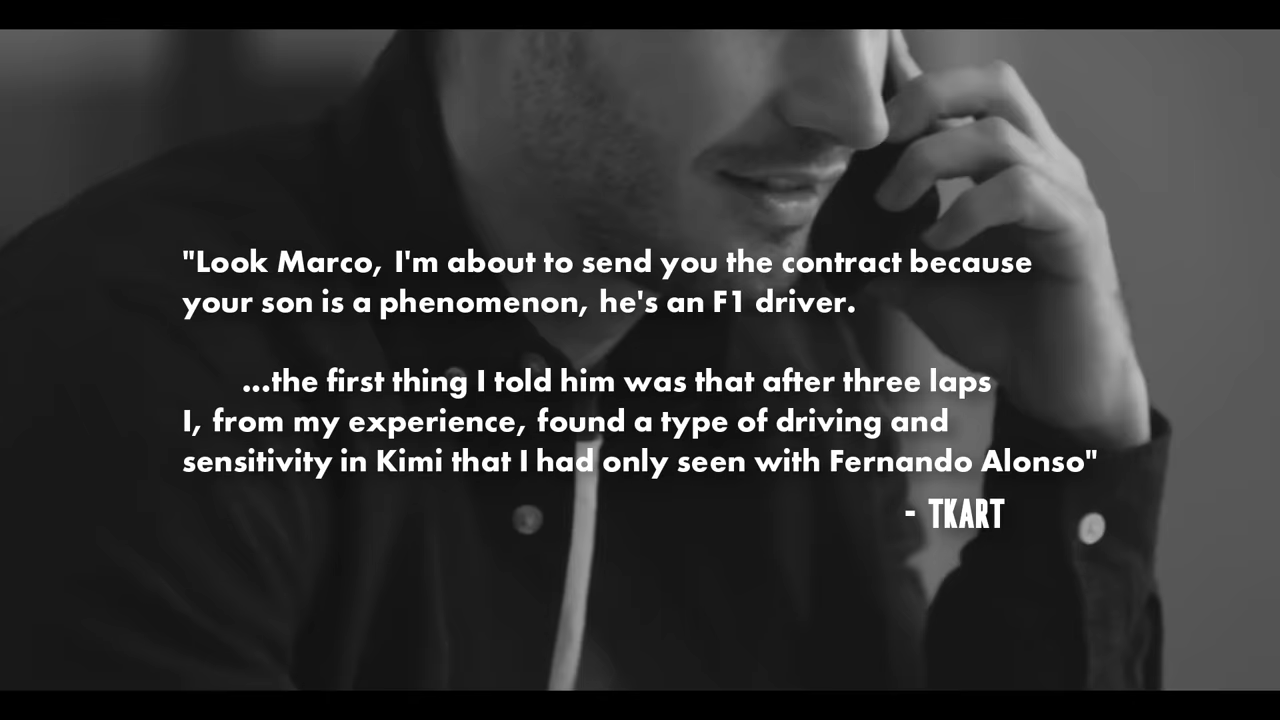 "Look Marco, I'm about to send you the contract because
your son is a phenomenon, he's an F1 driver.
...the first thing I told him was that after three laps
I, from my experience, found a type of driving and
sensitivity in Kimi that I had only seen with Fernando Alonso"
- TKART